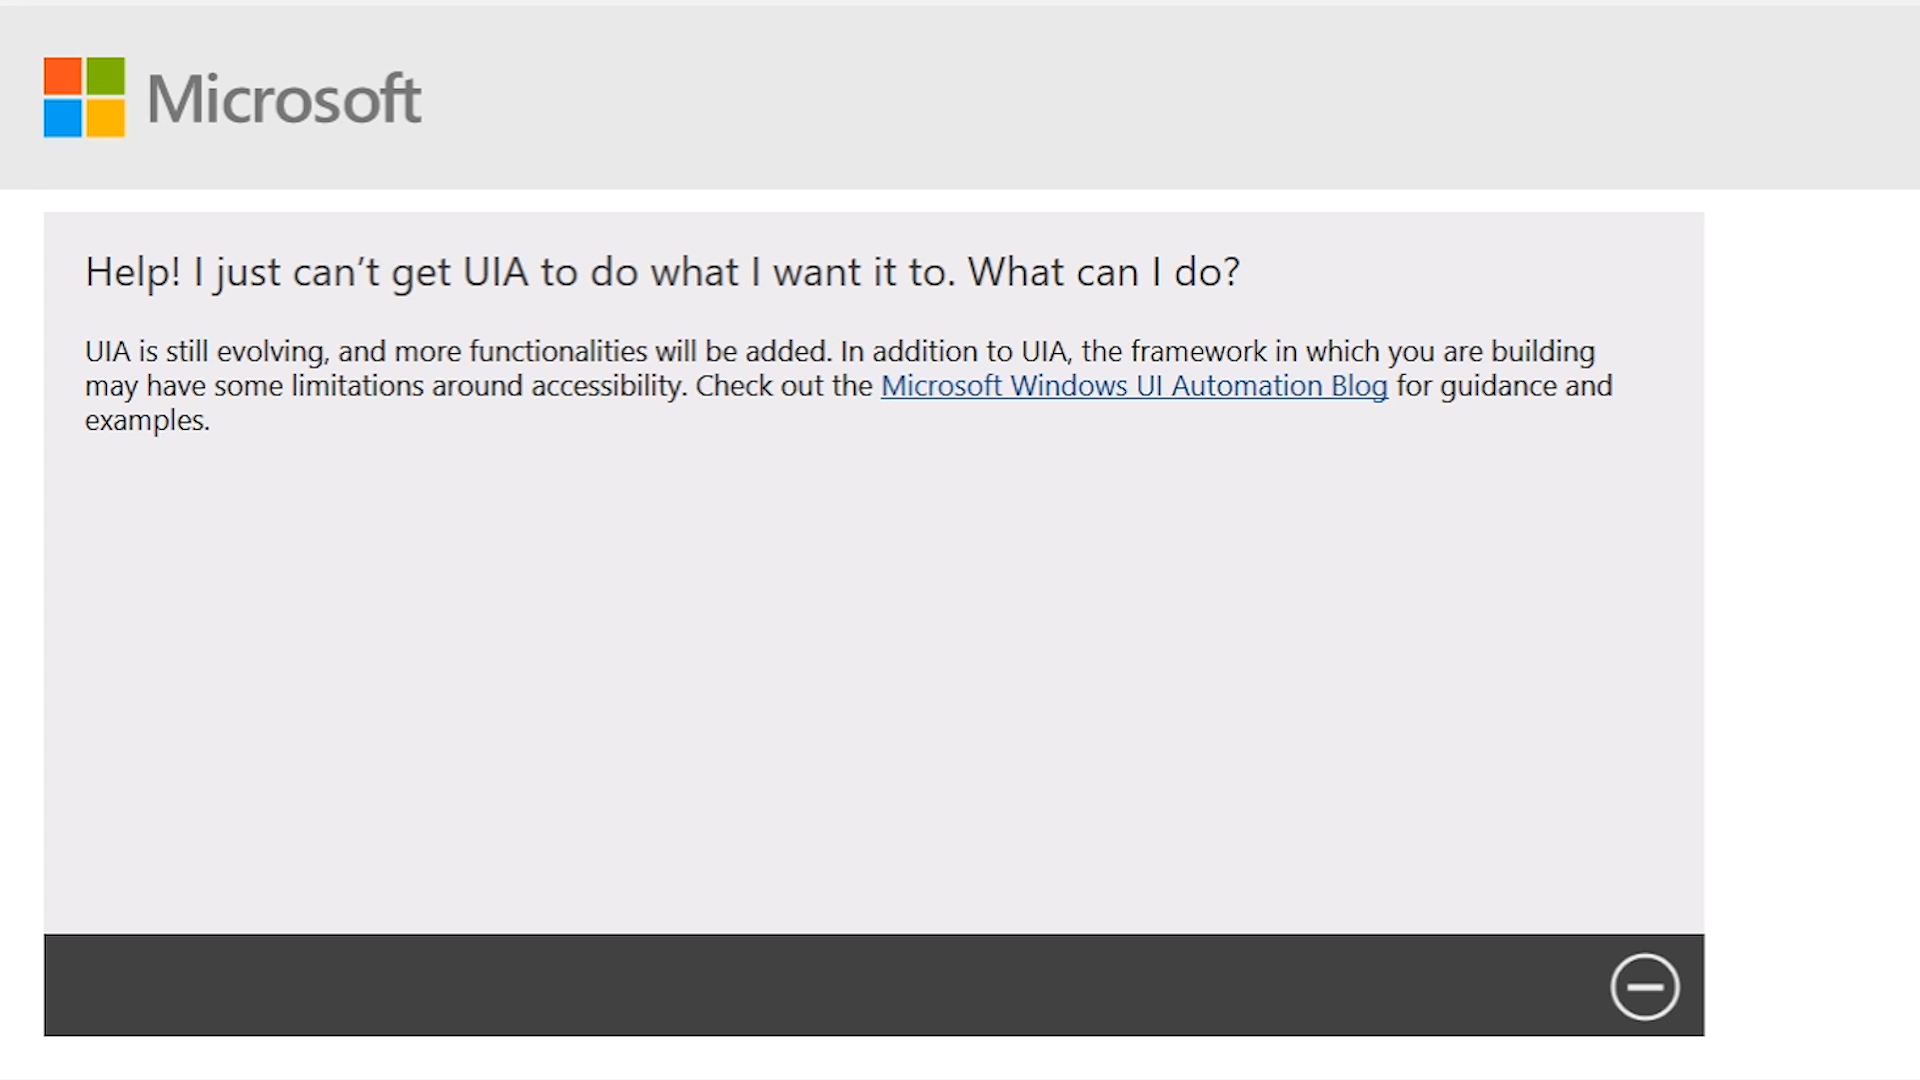 Microsoft
Help! I just can’t get UIA to do what I want it to. What can I do?
UIA is still evolving, and more functionalities will be added. In addition to UIA, the framework in which you are building
may have some limitations around accessibility. Check out the Microsoft Windows UI Automation Blog for guidance and
examples.